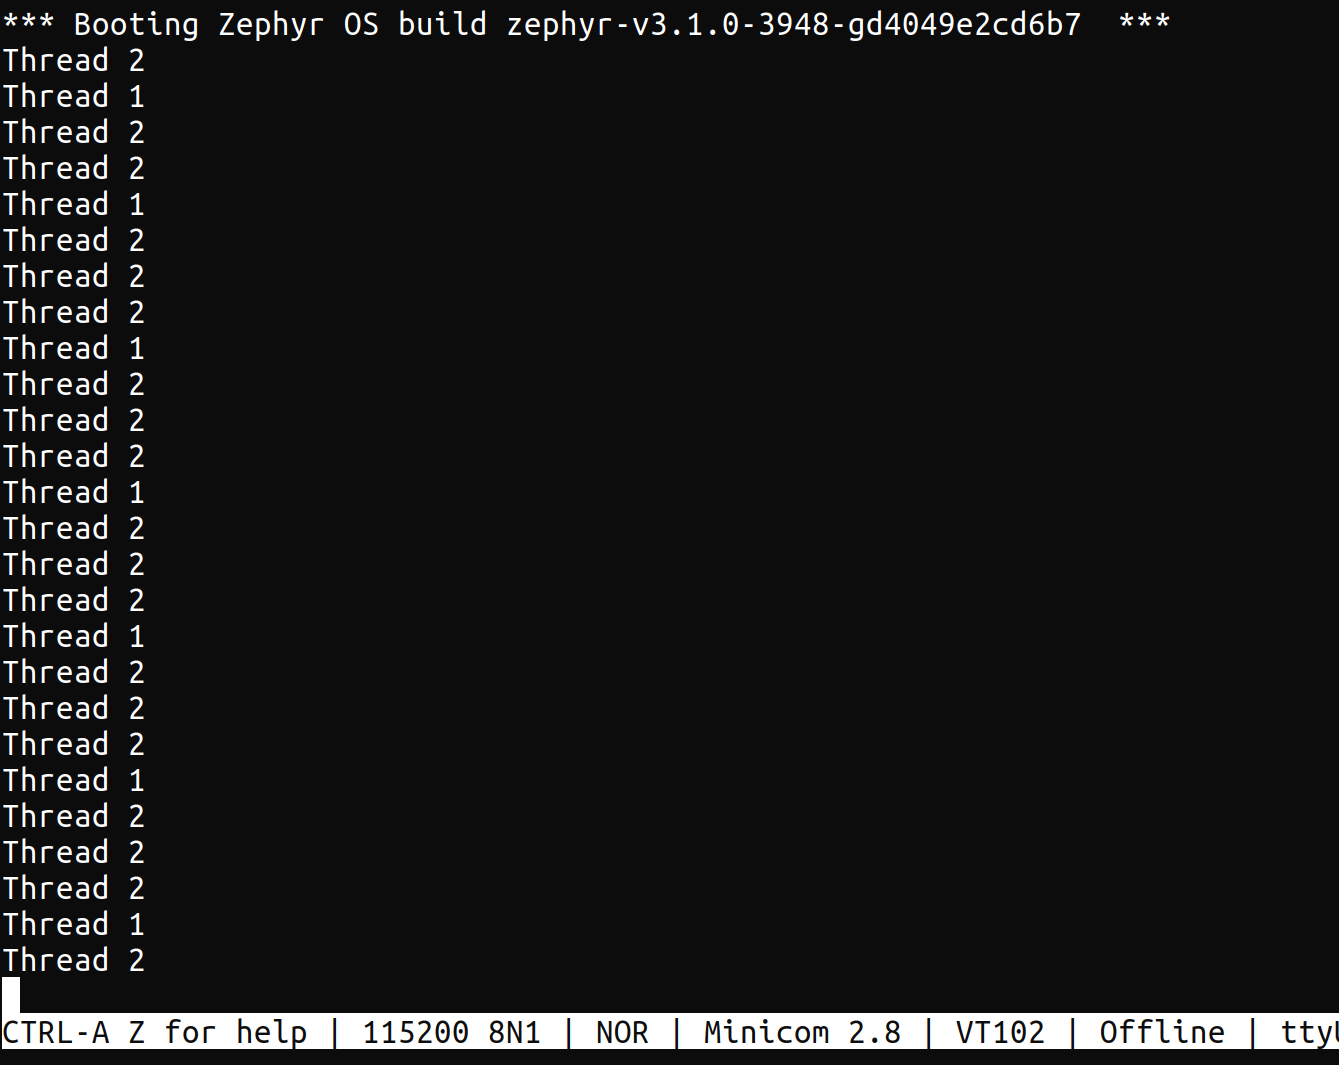 *** Booting Zephyr OS build zephyr-v3.1.0-3948-gd4049e2cd6b7  ***
Thread 2
Thread 1
Thread 2
Thread 2
Thread 1
Thread 2
Thread 2
Thread 2
Thread 1
Thread 2
Thread 2
Thread 2
Thread 1
Thread 2
Thread 2
Thread 2
Thread 1
Thread 2
Thread 2
Thread 2
Thread 1
Thread 2
Thread 2
Thread 2
Thread 1
Thread 2
CTRL-A Z for help | 115200 8N1 | NOR | Minicom 2.8 | VT102 | Offline |